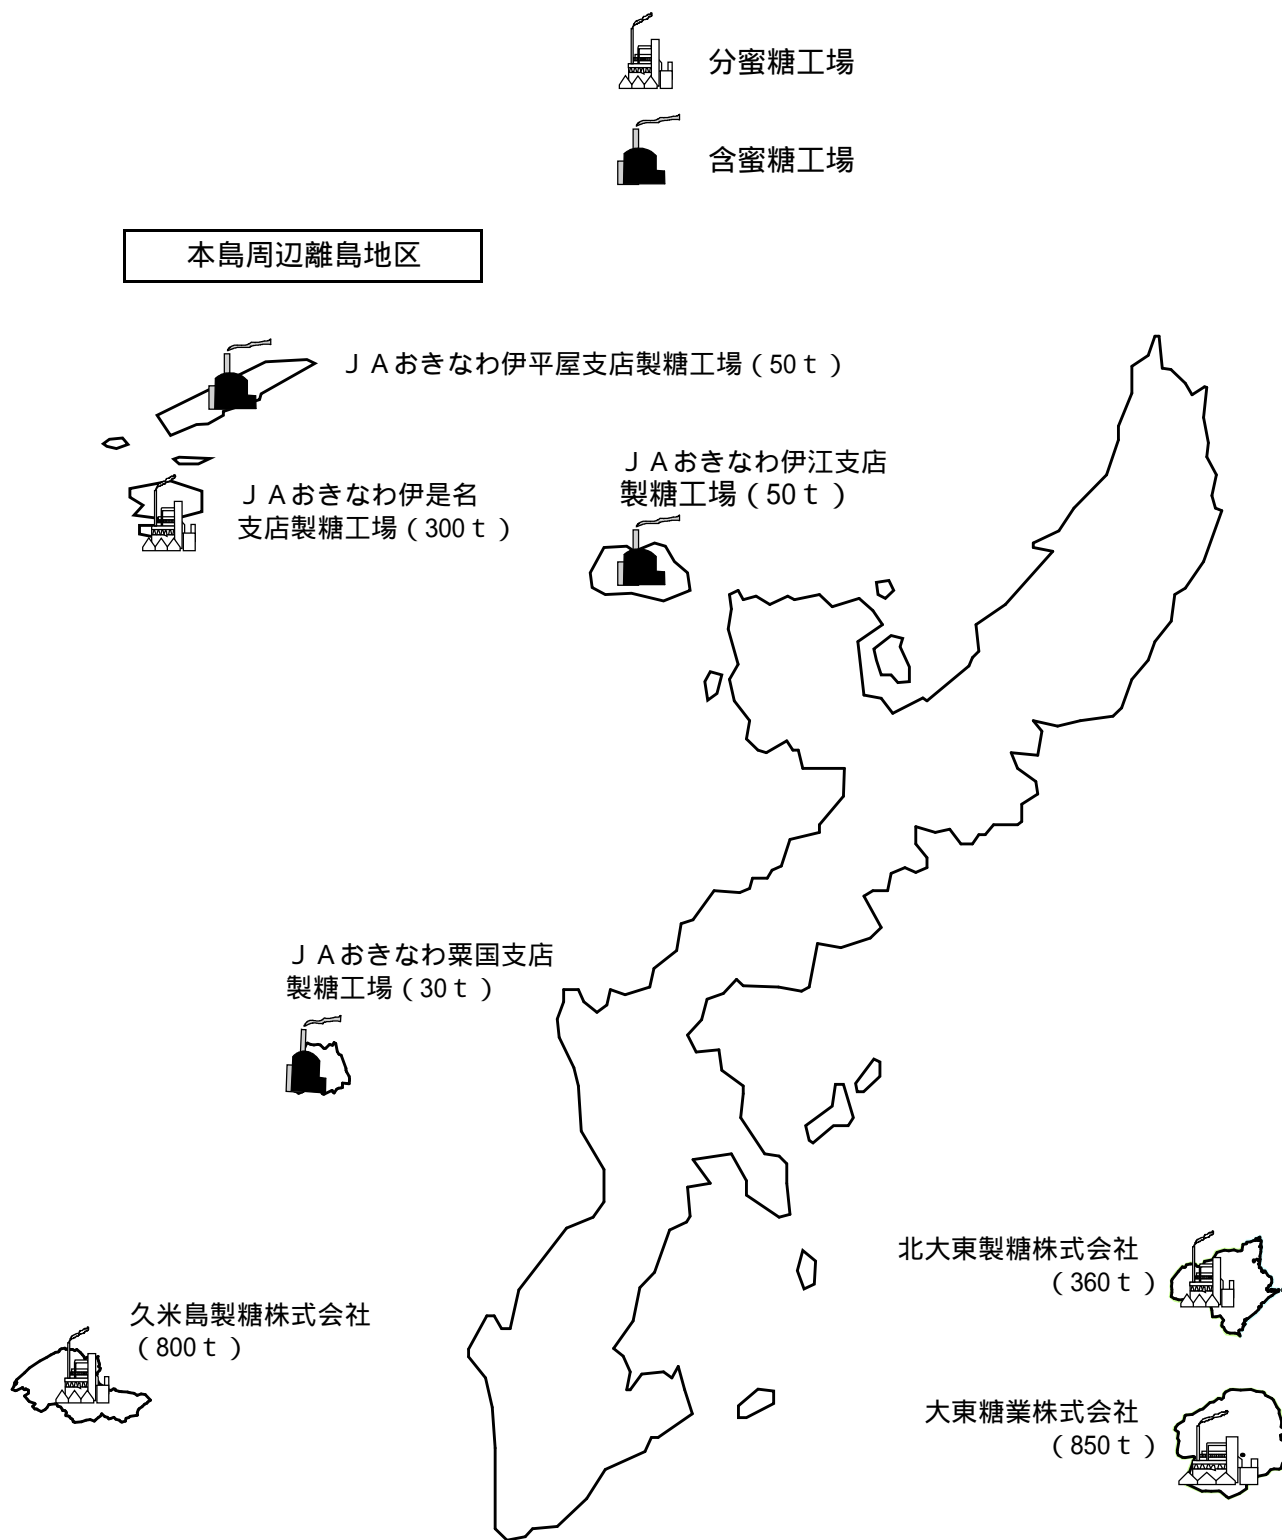 分蜜糖工場
含蜜糖工場
本島周辺離島地区
ＪＡおきなわ伊平屋支店製糖工場（50ｔ）
ＪＡおきなわ伊江支店
製糖工場（50ｔ）
ＪＡおきなわ伊是名
支店製糖工場（300ｔ）
ＪＡおきなわ粟国支店
製糖工場（30ｔ）
北大東製糖株式会社
（360ｔ）
久米島製糖株式会社
（800ｔ）
大東糖業株式会社
（850ｔ）